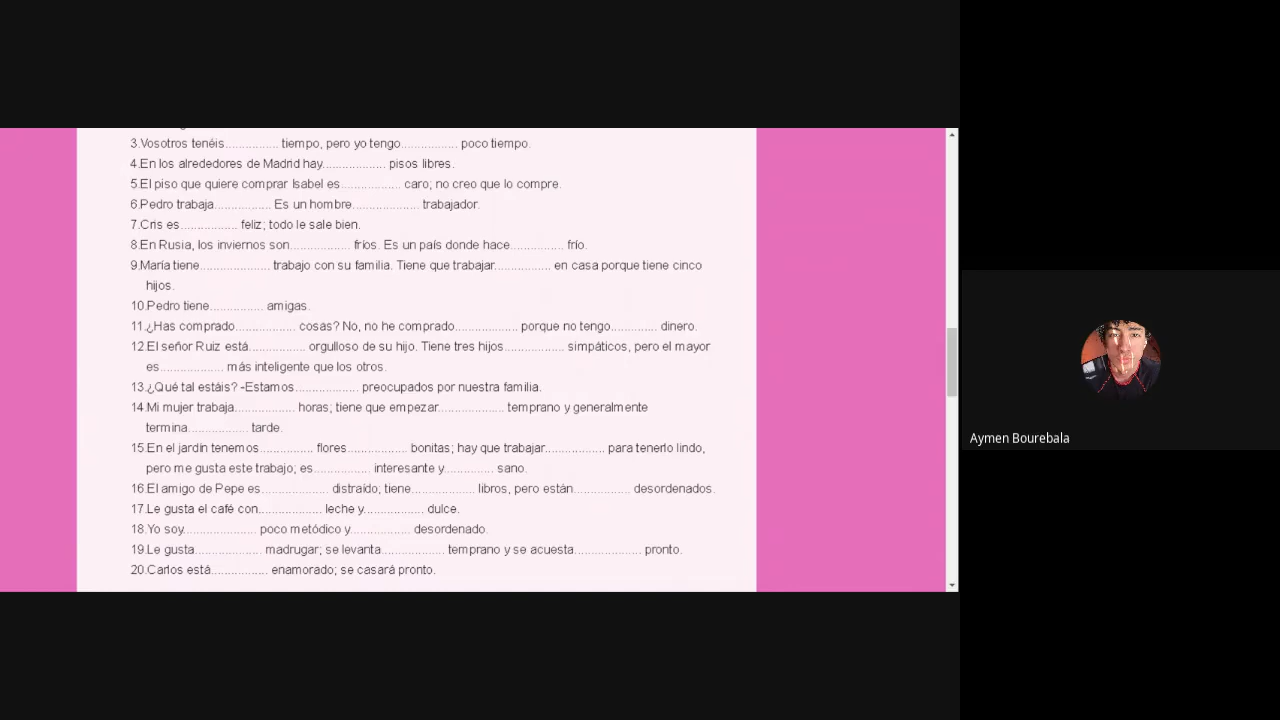 3.Vosotros tenéis............... tiempo, pero yo tengo................ poco tiempo.
4.En los alrededores de Madrid hay.................. pisos libres.
5.El piso que quiere comprar Isabel es................. caro; no creo que lo compre.
6.Pedro trabaja................ Es un hombre................... trabajador.
7.Cris es................ feliz; todo le sale bien.
8.En Rusia, los inviernos son................. fríos. Es un país donde hace............... frío.
9.María tiene.................... trabajo con su familia. Tiene que trabajar................ en casa porque tiene cinco
hijos.
10.Pedro tiene............... amigas.
11.¿Has comprado................. cosas? No, no he comprado.................. porque no tengo............. dinero.
12.El señor Ruiz está................ orgulloso de su hijo. Tiene tres hijos................. simpáticos, pero el mayor
es.................. más inteligente que los otros.
13.¿Qué tal estáis? -Estamos.................. preocupados por nuestra familia.
14.Mi mujer trabaja................. horas; tiene que empezar................... temprano y generalmente
termina................. tarde.
15.En el jardín tenemos............... flores................. bonitas; hay que trabajar................. para tenerlo lindo,
pero me gusta este trabajo; es................ interesante y.............. sano.
16.El amigo de Pepe es................... distraído; tiene.................. libros, pero están................ desordenados.
17.Le gusta el café con.................. leche y................. dulce.
18.Yo soy..................... poco metódico y................. desordenado.
19.Le gusta................... madrugar; se levanta.................. temprano y se acuesta................... pronto.
20.Carlos está................ enamorado; se casará pronto.
Aymen Bourebala